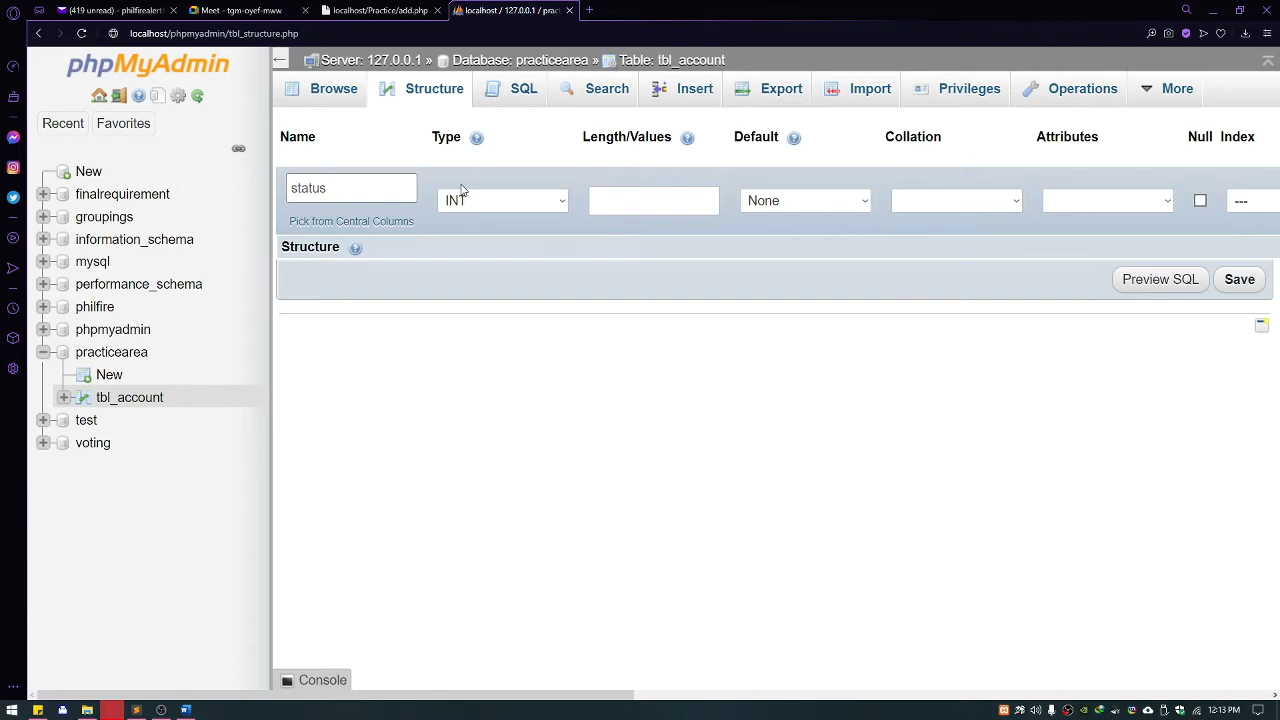 (419 unread) - philfirealert
Meet - tgm-oyef-mww
localhost/Practice/add.php
localhost / 127.0.0.1 / pract
localhost/phpmyadmin/tbl_structure.php
phpMyAdmin
Recent
Favorites
New
finalrequirement
groupings
information_schema
mysql
performance_schema
philfire
phpmyadmin
practicearea
New
tbl_account
test
voting
Server: 127.0.0.1 » Database: practicearea » Table: tbl_account
Browse
Structure
SQL
Search
Insert
Export
Import
Privileges
Operations
More
Name
Type
Length/Values
Default
Collation
Attributes
Null
Index
status
INT
None
---
Pick from Central Columns
Structure
Preview SQL
Save
Console
12:13 PM